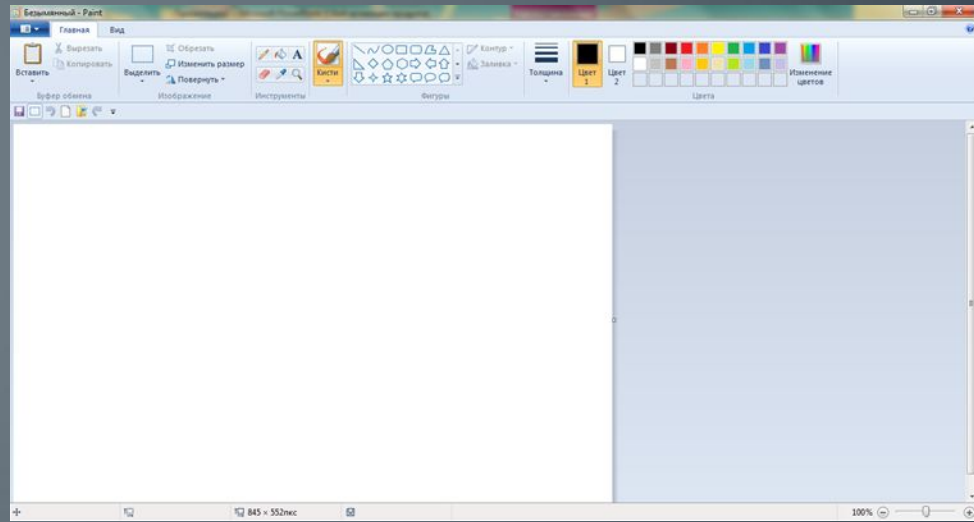 Безымянный - Paint
Главная Вид
Вставить
Вырезать
Копировать
Буфер обмена
Выделить
Обрезать
Изменить размер
Повернуть
Изображение
A
Инструменты
Кисти
Контур
Заливка
Фигуры
Толщина
Цвет 1
Цвет 2
Изменение
цветов
Цвета
845 × 552пкс
100%